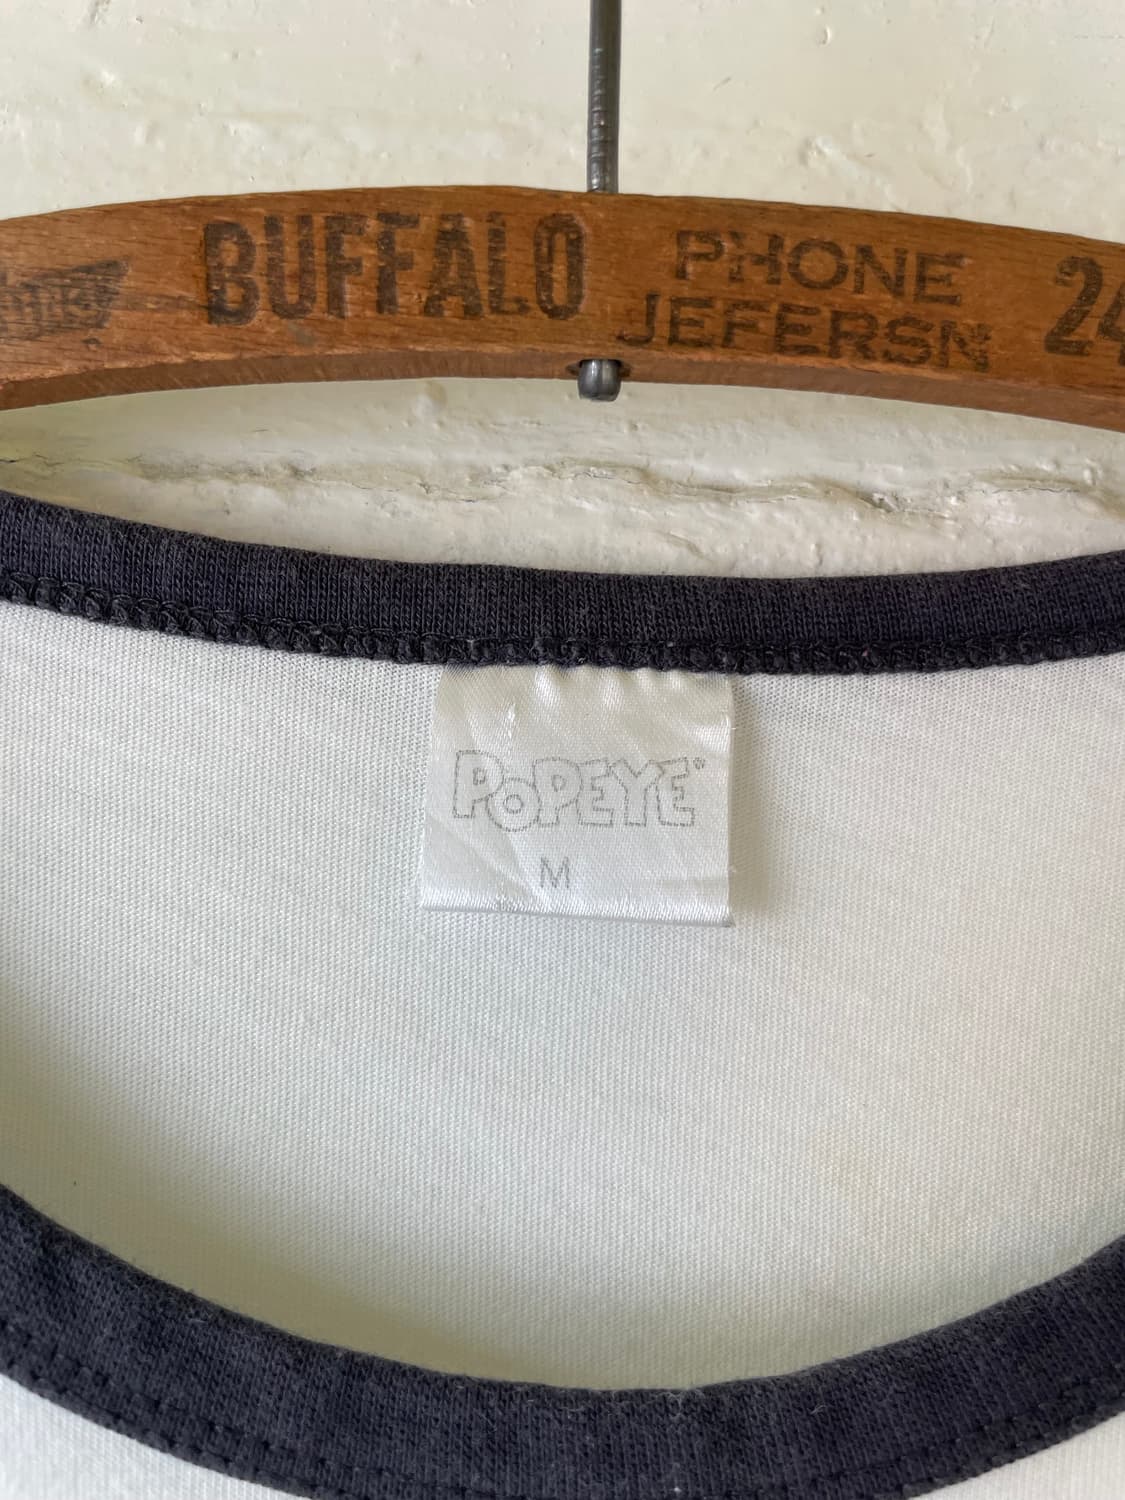 BUFFALO
PHONE
JEFERSN
24
POPEYE
M